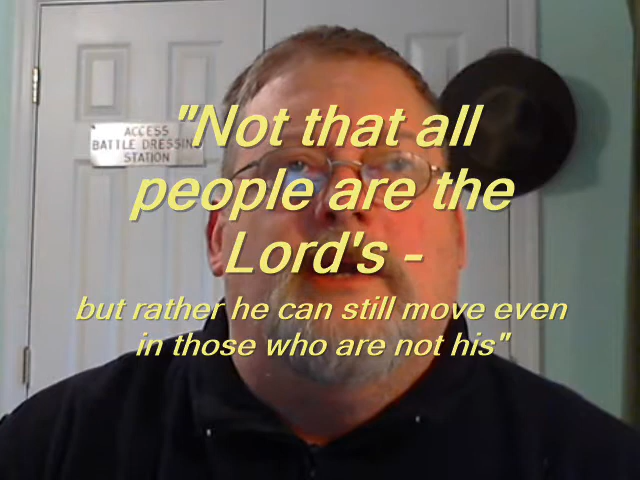 "Not that all
people are the
Lord's -
but rather he can still move even
in those who are not his"
ACCESS
BATTLE DRESSING
STATION